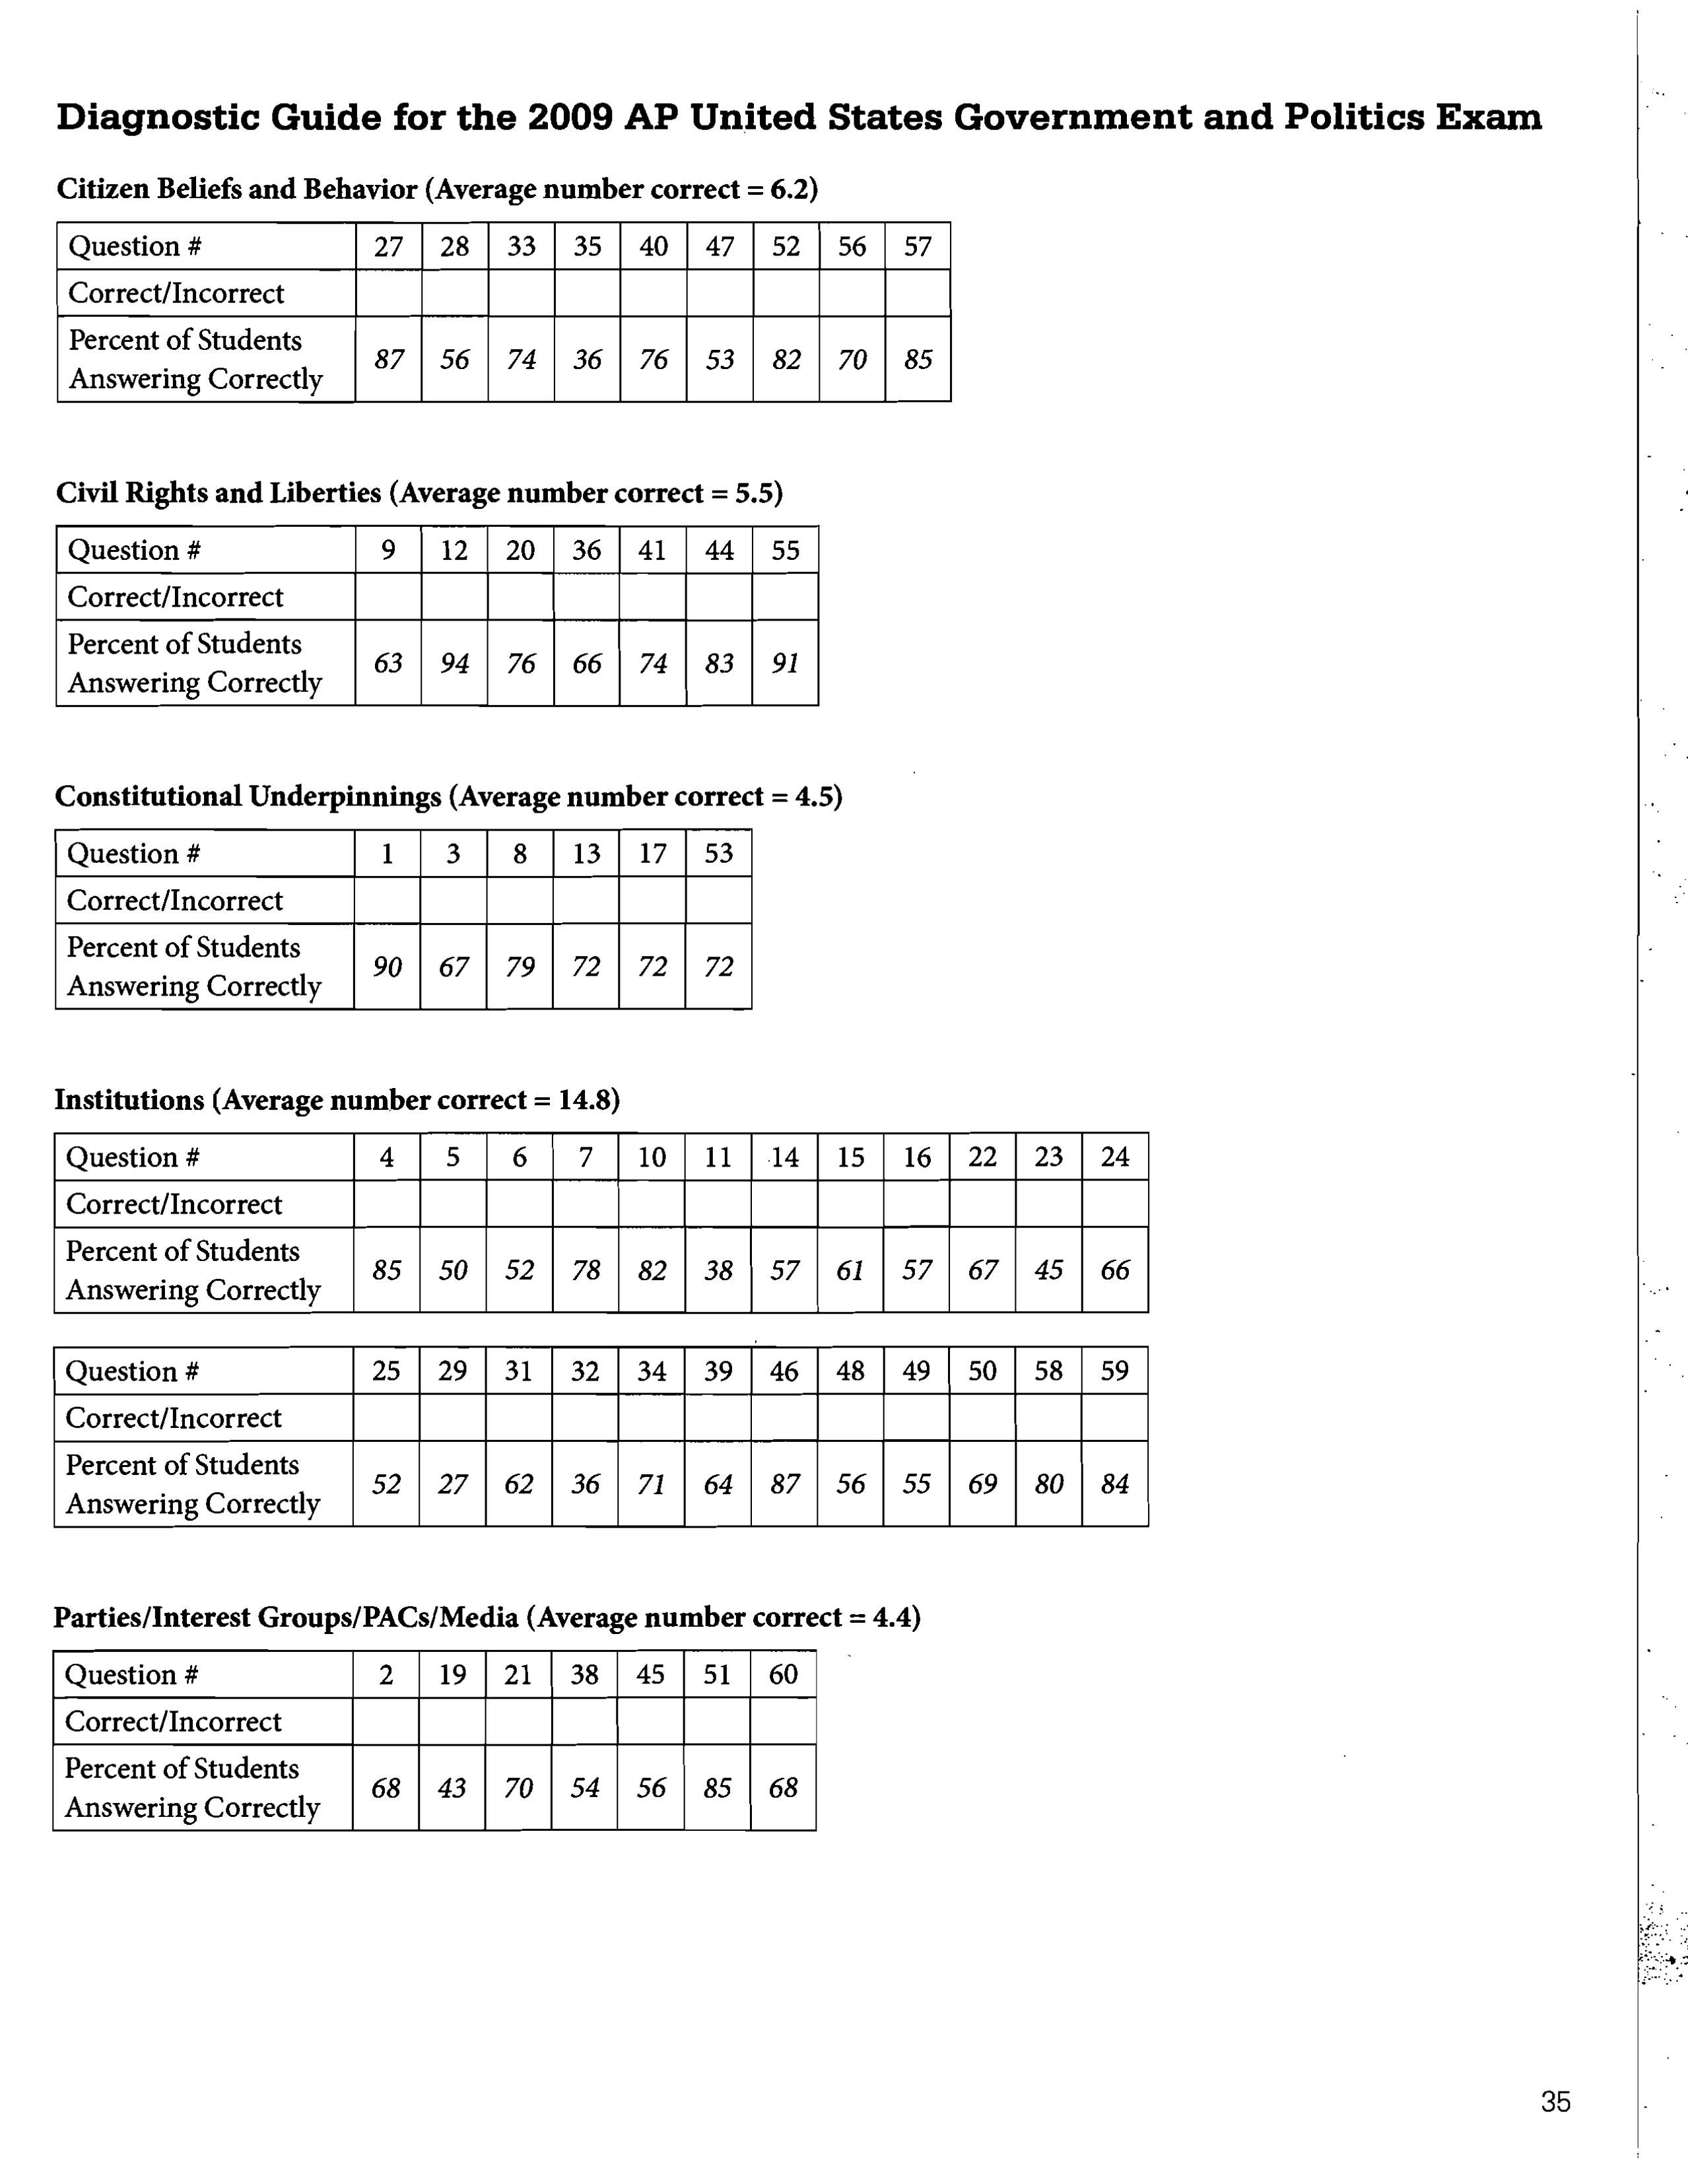 Diagnostic Guide for the 2009 AP United States Government and Politics Exam
Citizen Beliefs and Behavior (Average number correct = 6.2)
Question # 27 28 33 35 40 47 52 56 57
Correct/Incorrect
Percent of Students
Answering Correctly 87 56 74 36 76 53 82 70 85
Civil Rights and Liberties (Average number correct = 5.5)
Question # 9 12 20 36 41 44 55
Correct/Incorrect
Percent of Students
Answering Correctly 63 94 76 66 74 83 91
Constitutional Underpinnings (Average number correct = 4.5)
Question # 1 3 8 13 17 53
Correct/Incorrect
Percent of Students
Answering Correctly 90 67 79 72 72 72
Institutions (Average number correct = 14.8)
Question # 4 5 6 7 10 11 14 15 16 22 23 24
Correct/Incorrect
Percent of Students
Answering Correctly 85 50 52 78 82 38 57 61 57 67 45 66
Question # 25 29 31 32 34 39 46 48 49 50 58 59
Correct/Incorrect
Percent of Students
Answering Correctly 52 27 62 36 71 64 87 56 55 69 80 84
Parties/Interest Groups/PACs/Media (Average number correct = 4.4)
Question # 2 19 21 38 45 51 60
Correct/Incorrect
Percent of Students
Answering Correctly 68 43 70 54 56 85 68
35